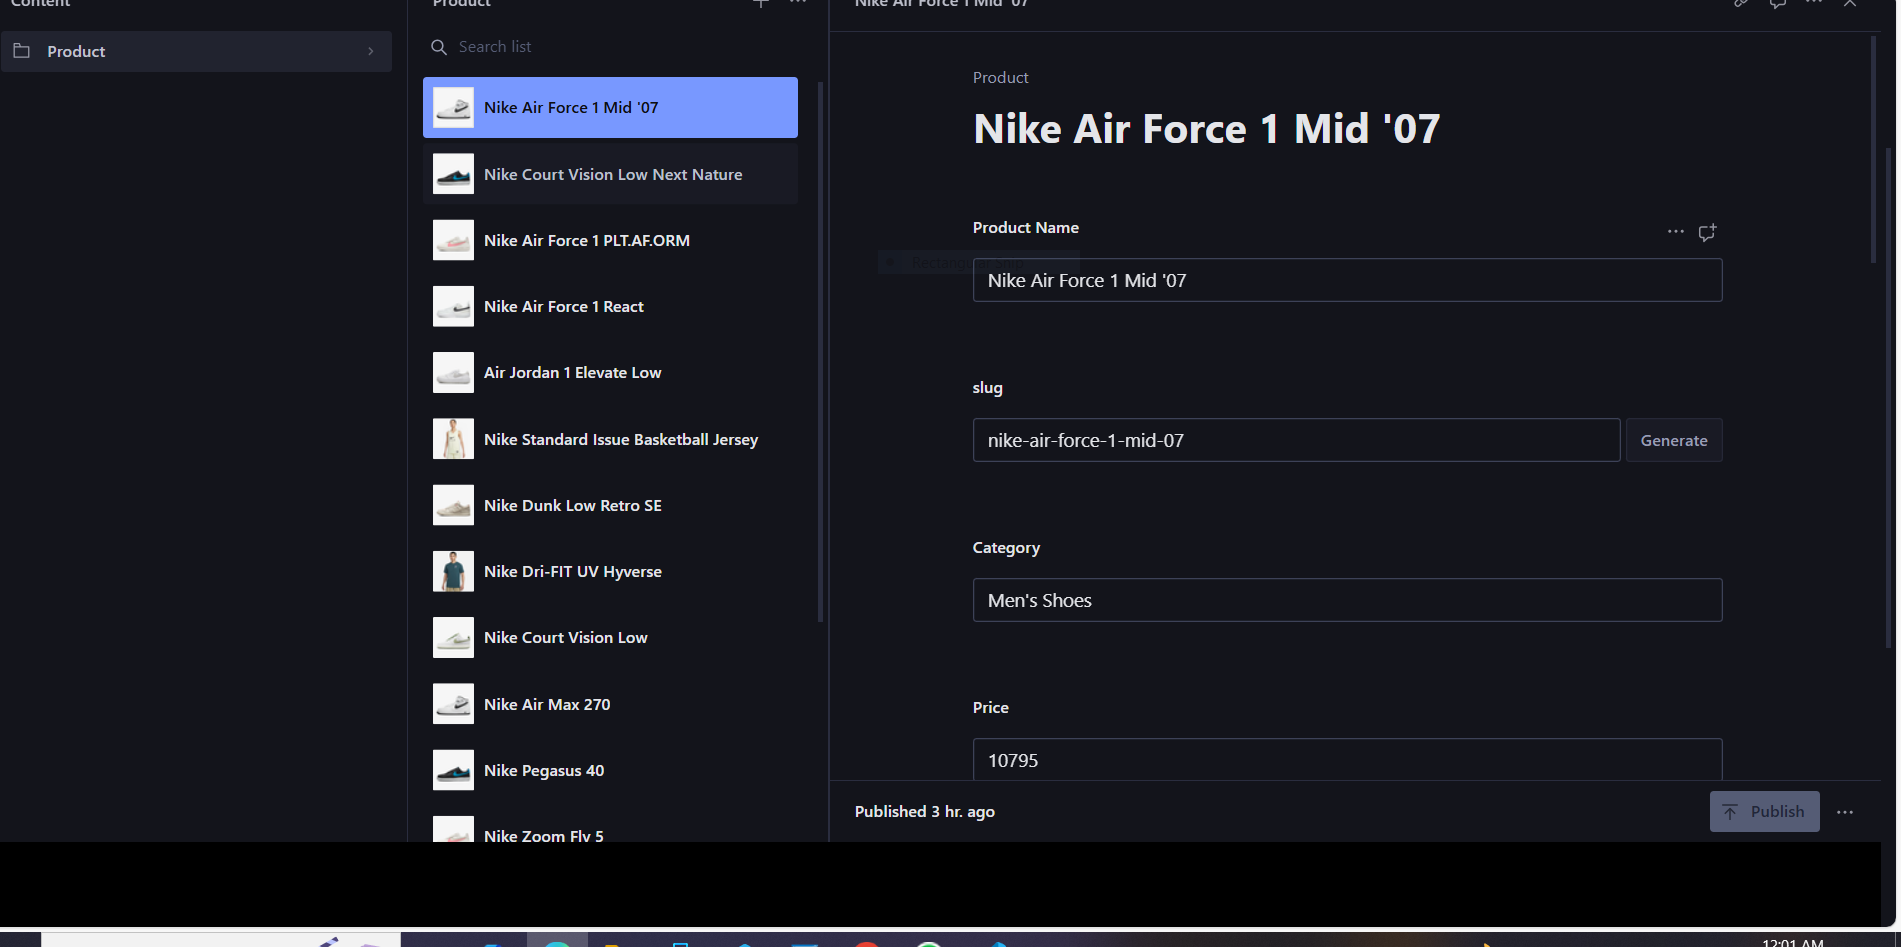 Content
Product
Product
Search list
Nike Air Force 1 Mid '07
Nike Court Vision Low Next Nature
Nike Air Force 1 PLT.AF.ORM
Nike Air Force 1 React
Air Jordan 1 Elevate Low
Nike Standard Issue Basketball Jersey
Nike Dunk Low Retro SE
Nike Dri-FIT UV Hyverse
Nike Court Vision Low
Nike Air Max 270
Nike Pegasus 40
Nike Zoom Fly 5
Nike Air Force 1 Mid '07
Product
Nike Air Force 1 Mid '07
Product Name
Rectangular Snip
Nike Air Force 1 Mid '07
slug
nike-air-force-1-mid-07
Generate
Category
Men's Shoes
Price
10795
Published 3 hr. ago
Publish
12:01 AM